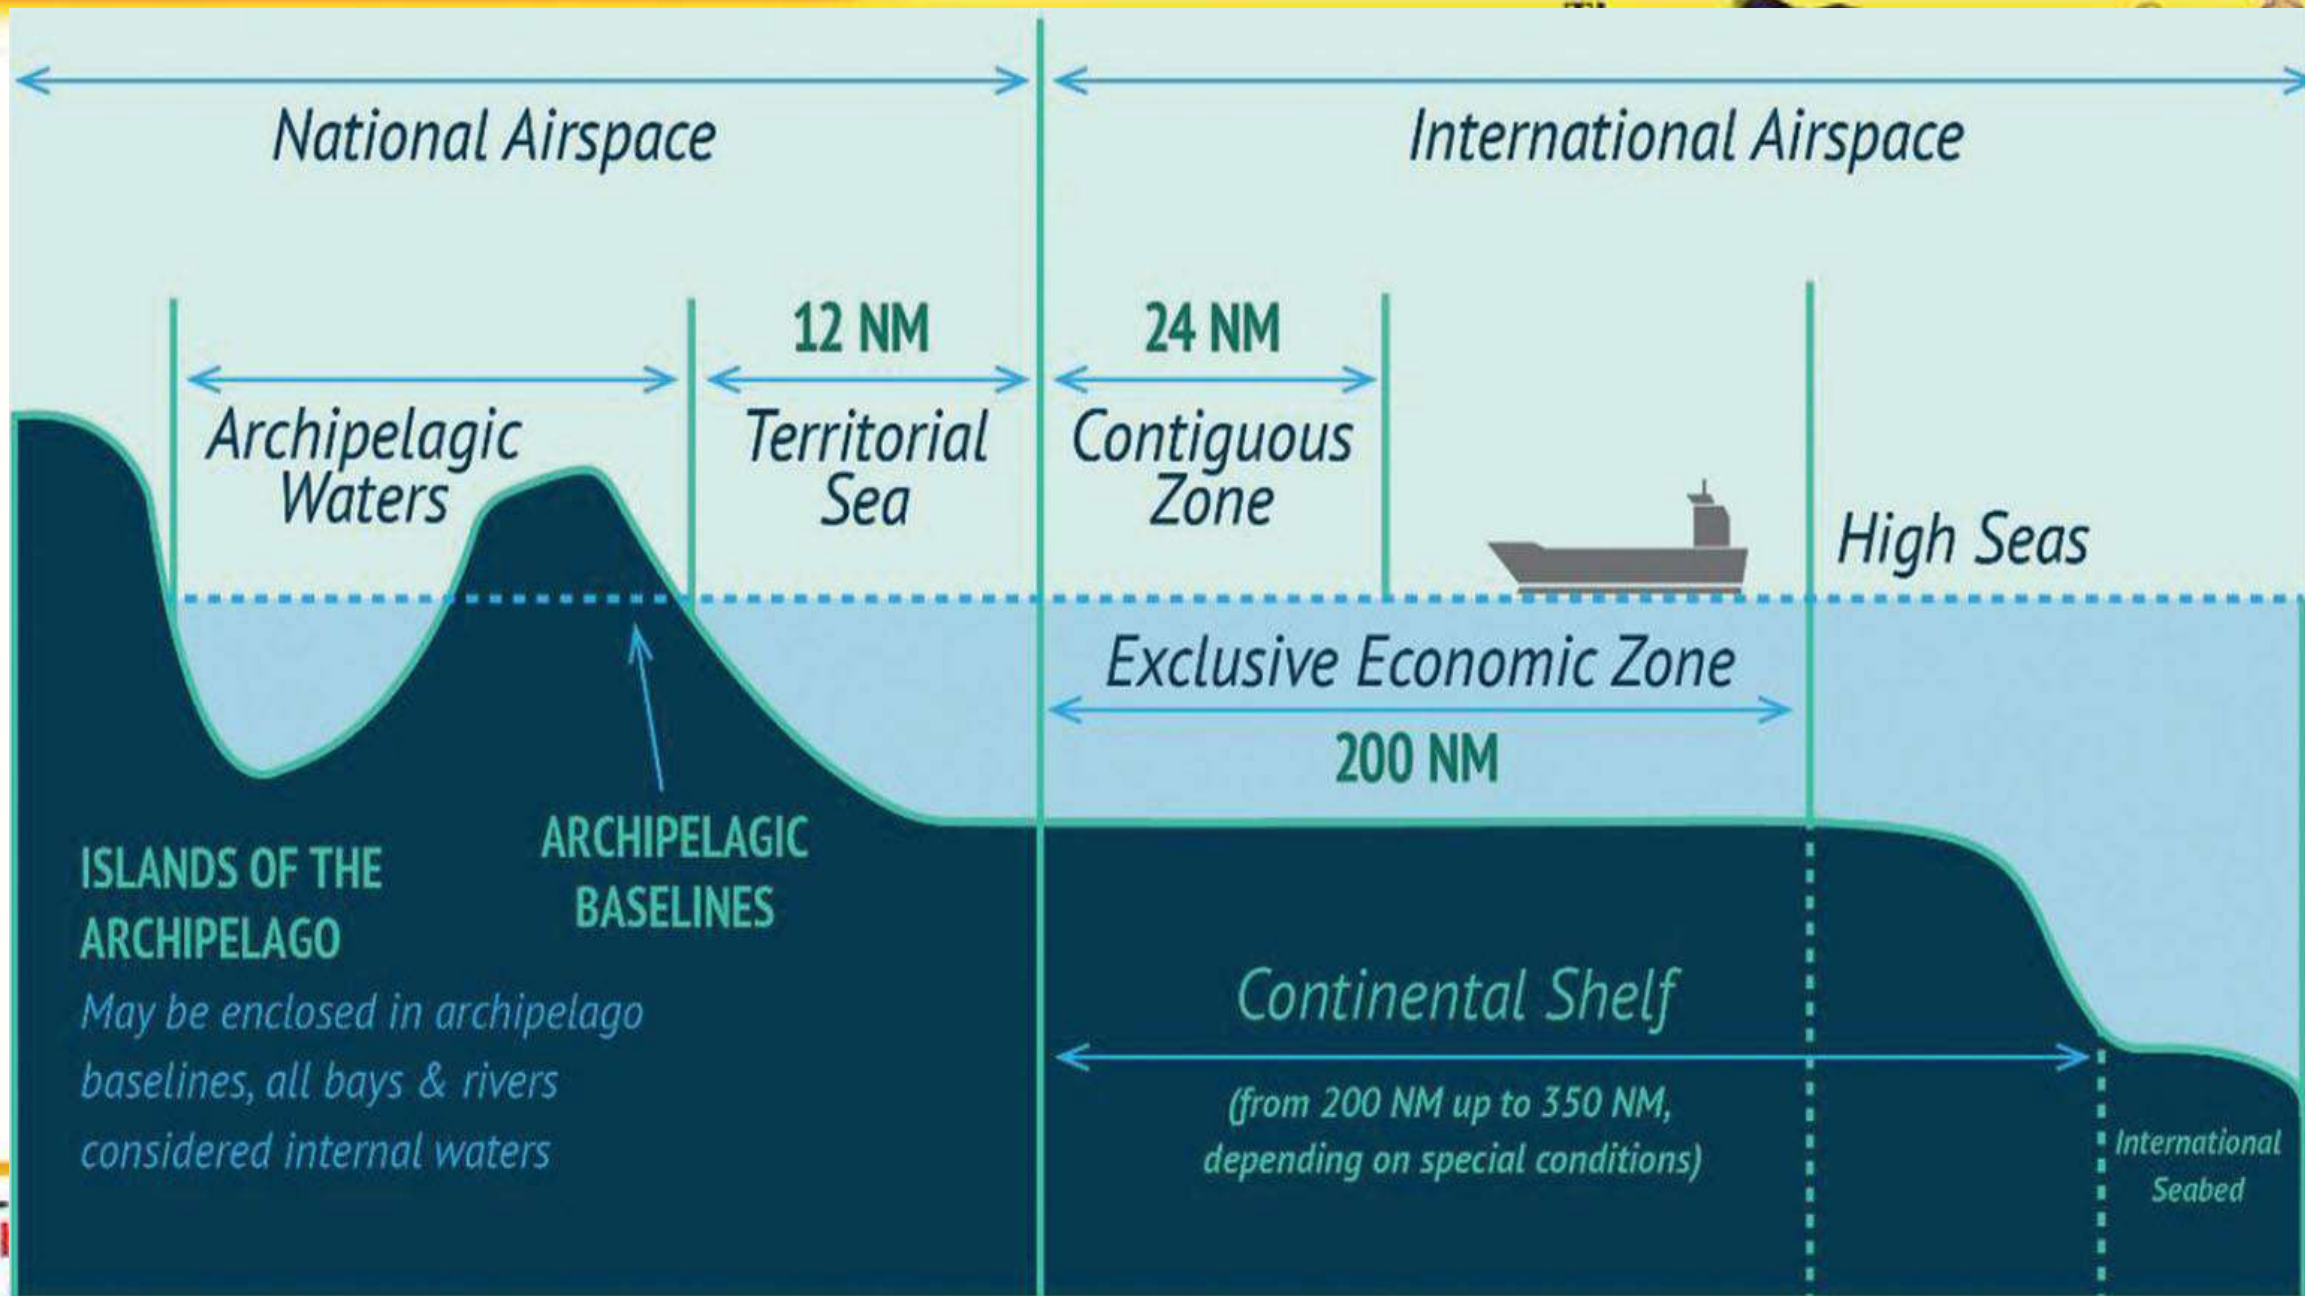 National Airspace
International Airspace
12 NM
24 NM
Archipelagic
Waters
Territorial
Sea
Contiguous
Zone
High Seas
Exclusive Economic Zone
200 NM
ARCHIPELAGIC
BASELINES
ISLANDS OF THE
ARCHIPELAGO
May be enclosed in archipelago
baselines, all bays & rivers
considered internal waters
Continental Shelf
(from 200 NM up to 350 NM,
depending on special conditions)
International
Seabed